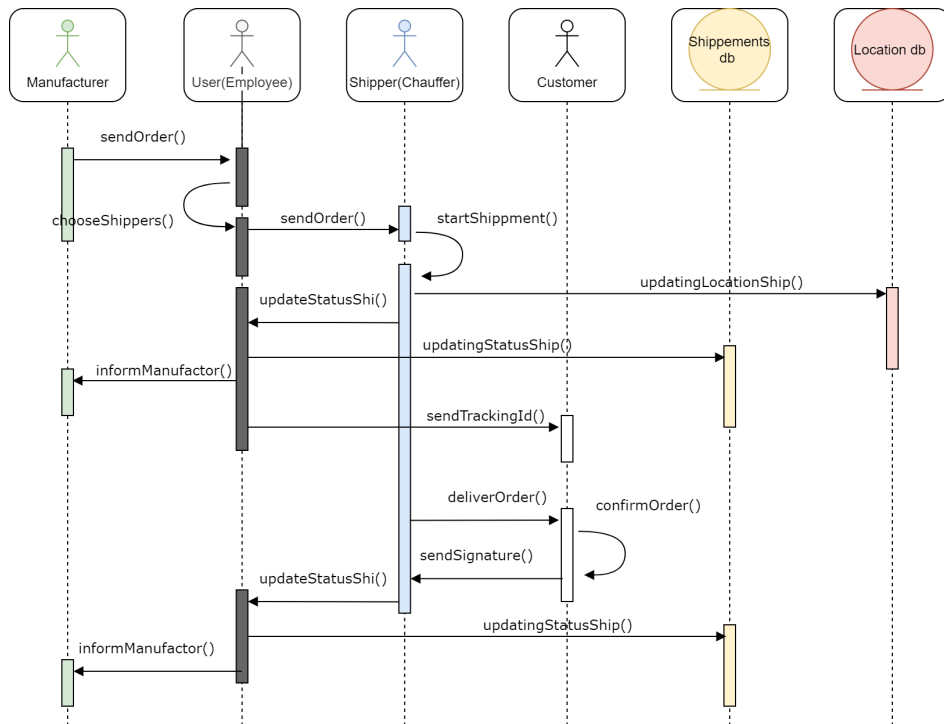 Manufacturer
User(Employee)
Shipper(Chauffer)
Customer
Shippements
db
Location db
sendOrder()
chooseShippers()
sendOrder()
startShippment()
updatingLocationShip()
updateStatusShi()
updatingStatusShip()
informManufactor()
sendTrackingId()
deliverOrder()
confirmOrder()
sendSignature()
updateStatusShi()
updatingStatusShip()
informManufactor()